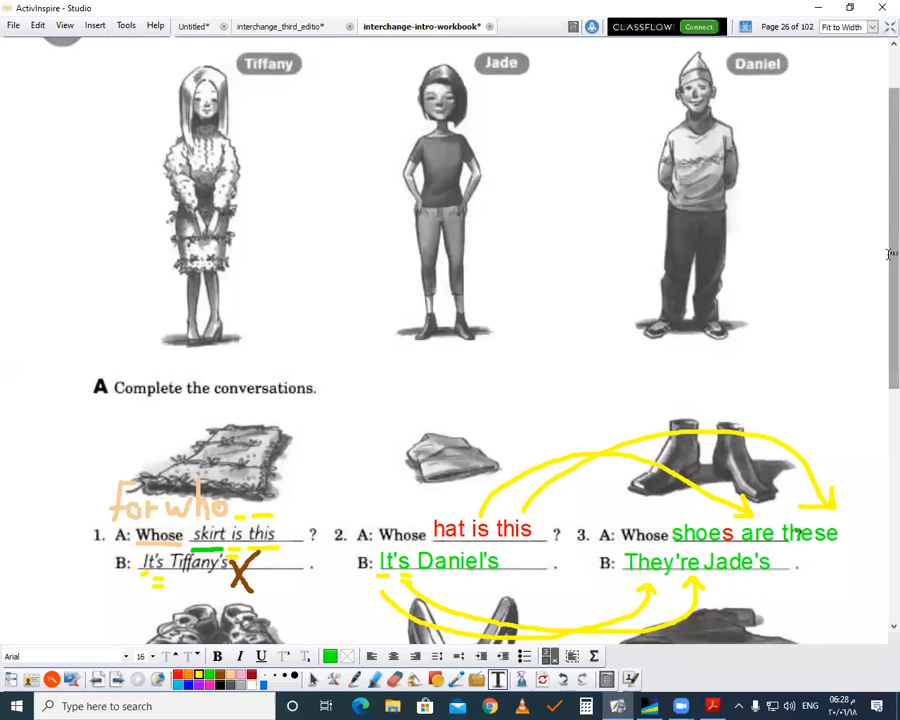 ActivInspire - Studio
File Edit View Insert Tools Help Untitled* interchange_third_editio* interchange-intro-workbook* CLASSFLOW Connect Page 26 of 102 Fit to Width
Tiffany Jade Daniel
A Complete the conversations.
for who
1. A: Whose skirt is this ? 2. A: Whose hat is this ? 3. A: Whose shoes are these ?
B: It's Tiffany's X . B: It's Daniel's . B: They're Jade's .
Arial 16 B I U Σ
Type here to search ENG 06:28